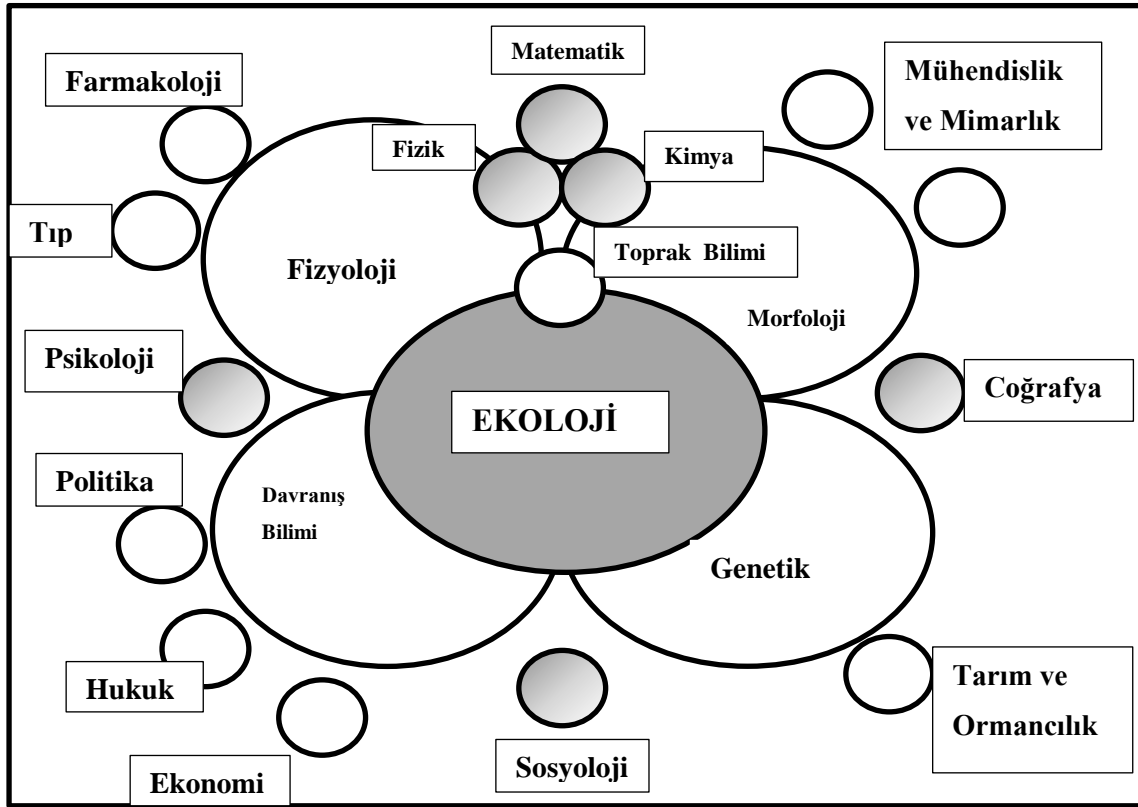 Matematik
Farmakoloji
Mühendislik
ve Mimarlık
Fizik
Kimya
Tıp
Toprak Bilimi
Fizyoloji
Morfoloji
Psikoloji
Coğrafya
EKOLOJİ
Politika
Davranış
Bilimi
Genetik
Hukuk
Tarım ve
Ormancılık
Sosyoloji
Ekonomi